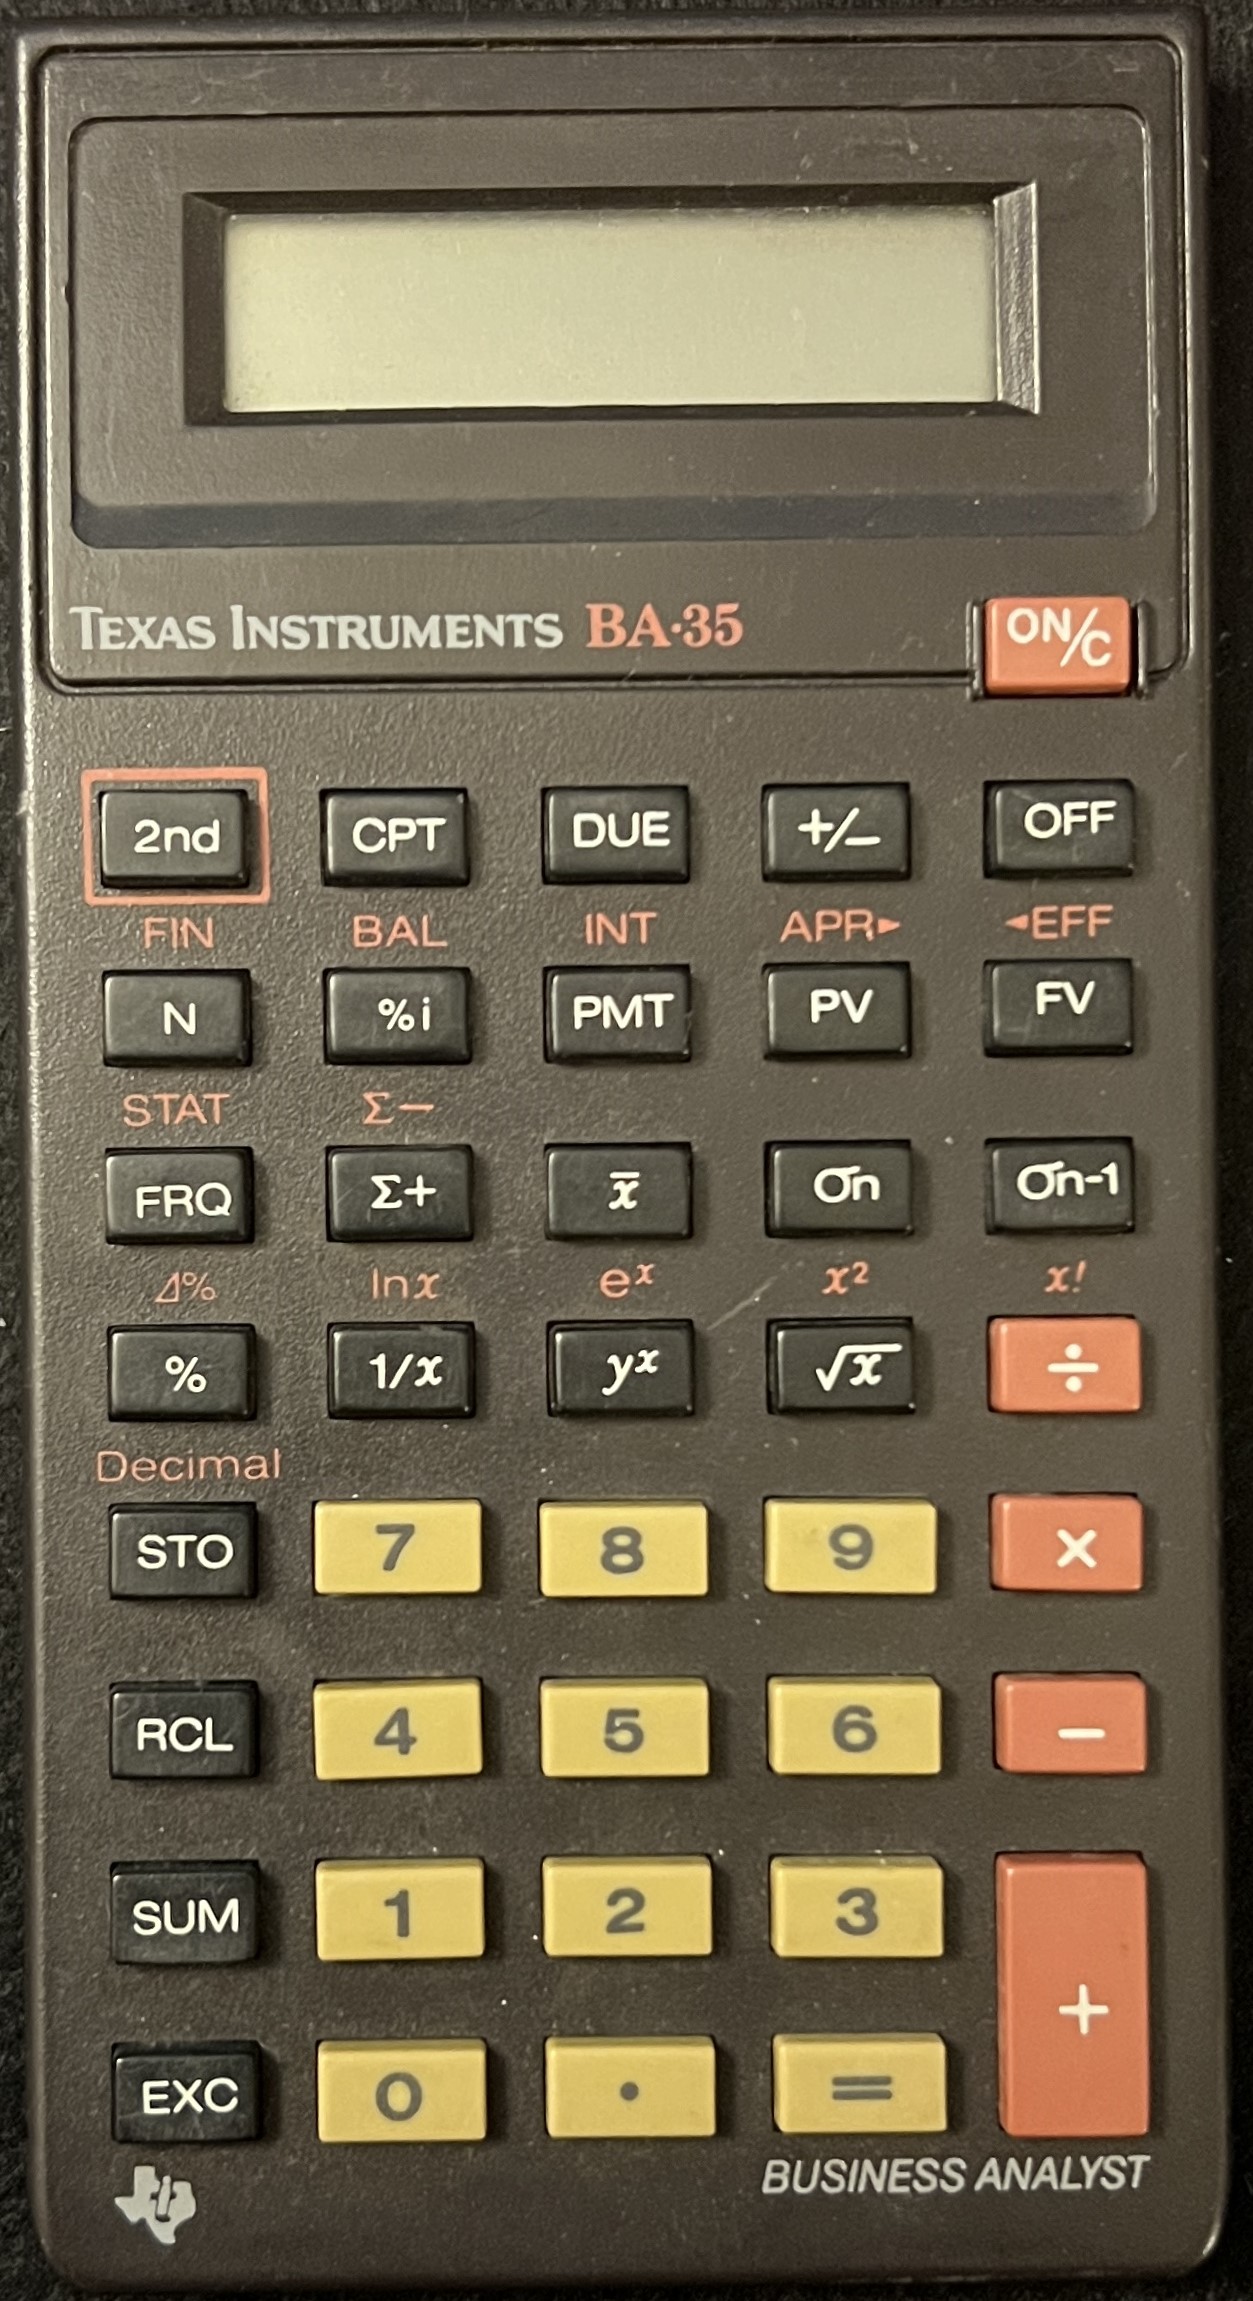 TEXAS INSTRUMENTS BA-35
ON/C
2nd CPT DUE +/− OFF
FIN BAL INT APR► ◄EFF
N %i PMT PV FV
STAT Σ−
FRQ Σ+ x̄ σn σn-1
Δ% lnx eˣ x² x!
% 1/x yˣ √x ÷
Decimal
STO 7 8 9 ×
RCL 4 5 6 −
SUM 1 2 3 +
EXC 0 . =
BUSINESS ANALYST